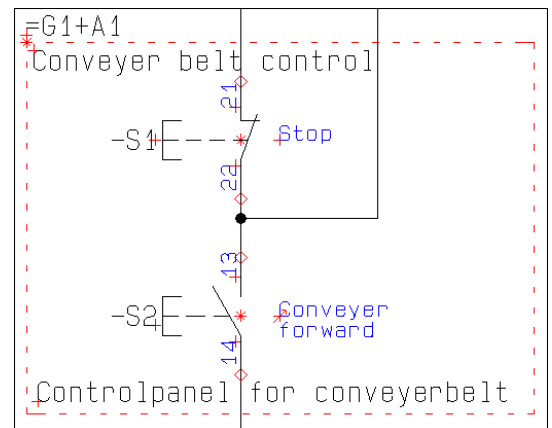 =G1+A1
Conveyer belt control
21
-S1
Stop
22
13
-S2
Conveyer
forward
14
Controlpanel for conveyerbelt